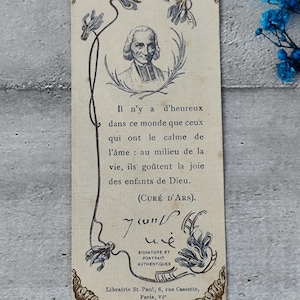 Il n'y a d'heureux
dans ce monde que ceux
qui ont le calme de
l'âme : au milieu de la
vie, ils goûtent la joie
des enfants de Dieu.
(CURÉ D'ARS).
SIGNATURE ET
PORTRAIT
AUTHENTIQUES
Librairie St-Paul, 6, rue Cassette,
Paris, VIe